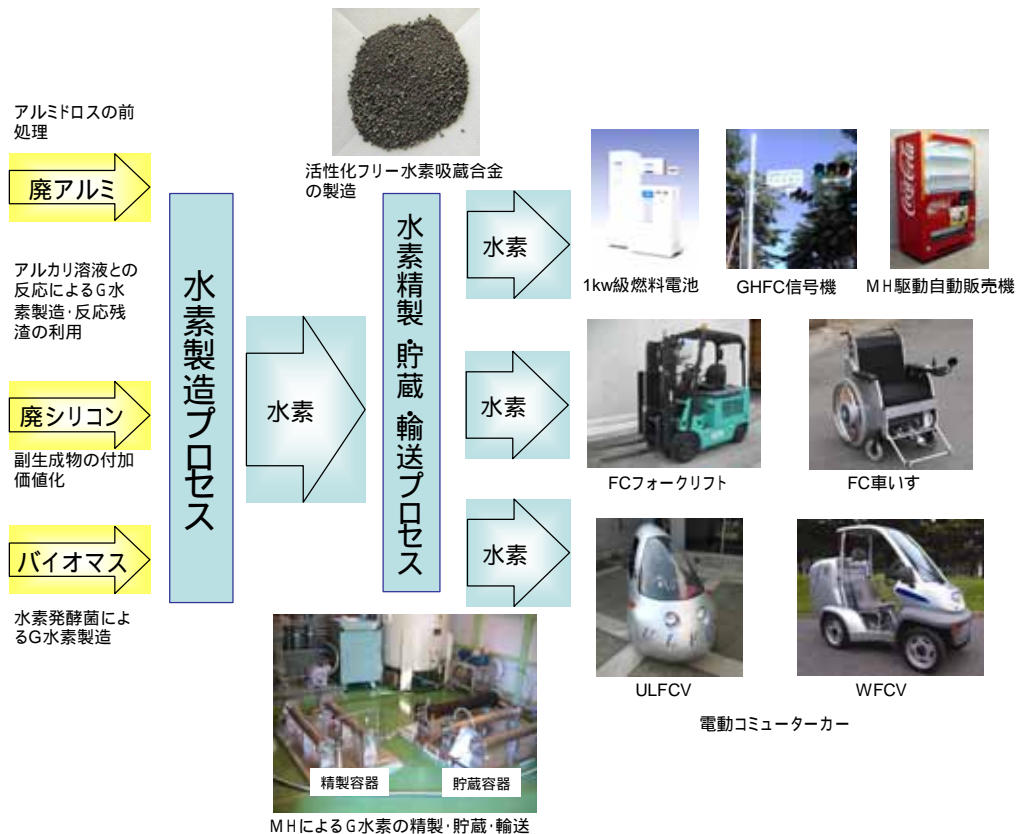 アルミドロスの前
処理
廃アルミ
アルカリ溶液との
反応によるG水
素製造・反応残
渣の利用
廃シリコン
副生成物の付加
価値化
バイオマス
水素発酵菌によ
るG水素製造
水素製造プロセス
水素
活性化フリー水素吸蔵合金
の製造
水素精製・貯蔵・輸送プロセス
精製容器
貯蔵容器
MHによるG水素の精製・貯蔵・輸送
水素
水素
水素
1kw級燃料電池
GHFC信号機
Coca-Cola
MH駆動自動販売機
FCフォークリフト
FC車いす
ULFCV
WFCV
電動コミューターカー